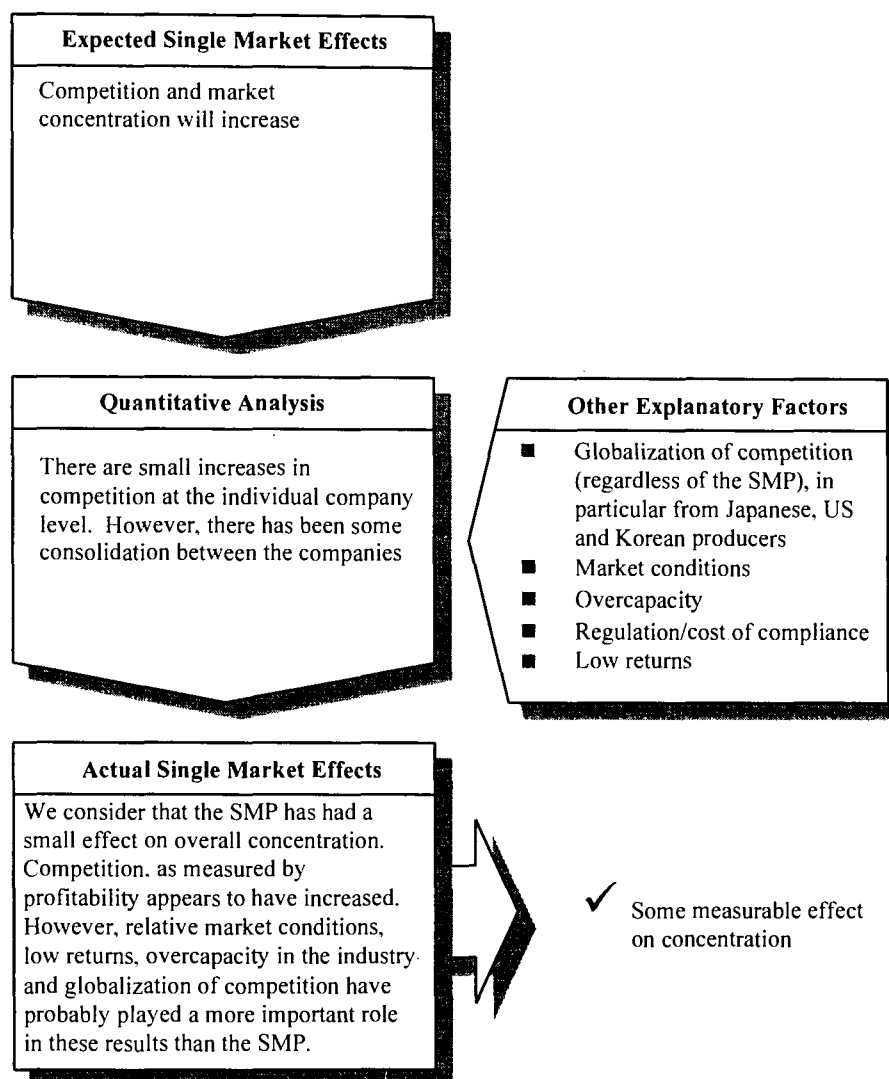 Expected Single Market Effects
Competition and market
concentration will increase
Quantitative Analysis
There are small increases in
competition at the individual company
level. However, there has been some
consolidation between the companies
Other Explanatory Factors
■ Globalization of competition
(regardless of the SMP), in
particular from Japanese, US
and Korean producers
■ Market conditions
■ Overcapacity
■ Regulation/cost of compliance
■ Low returns
Actual Single Market Effects
We consider that the SMP has had a
small effect on overall concentration.
Competition, as measured by
profitability appears to have increased.
However, relative market conditions,
low returns, overcapacity in the industry
and globalization of competition have
probably played a more important role
in these results than the SMP.
✓ Some measurable effect
on concentration